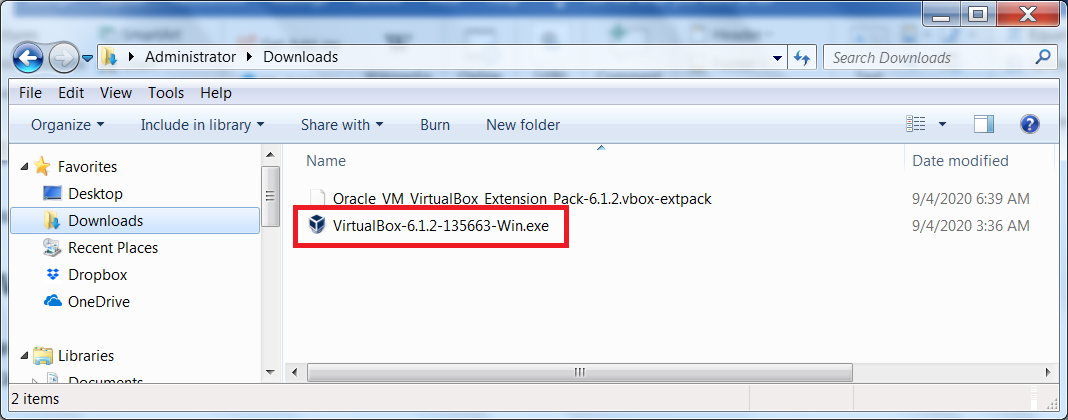 Administrator Downloads
Search Downloads
File Edit View Tools Help
Organize Include in library Share with Burn New folder
Name Date modified
Favorites
Desktop
Downloads
Recent Places
Dropbox
OneDrive
Libraries
Documents
Oracle_VM_VirtualBox_Extension_Pack-6.1.2.vbox-extpack 9/4/2020 6:39 AM
VirtualBox-6.1.2-135663-Win.exe 9/4/2020 3:36 AM
2 items